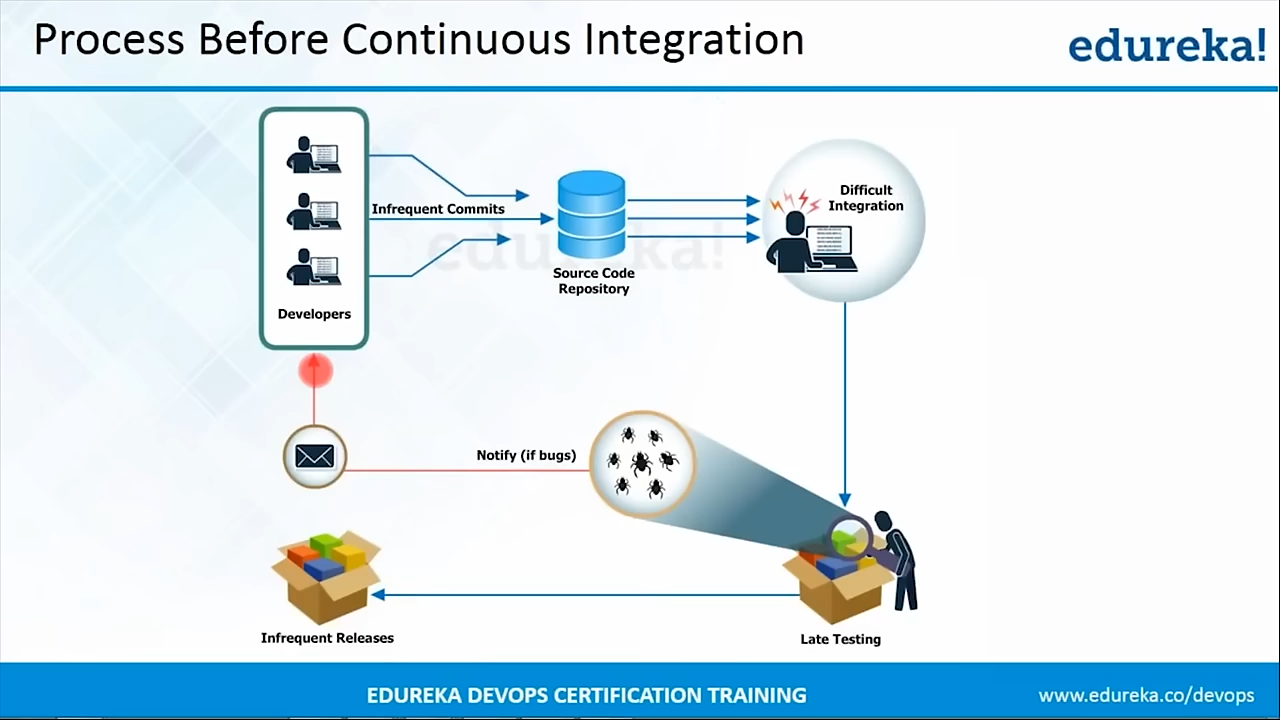 Process Before Continuous Integration
edureka!
Difficult
Integration
Infrequent Commits
edureka!
Source Code
Repository
Developers
Notify (if bugs)
Infrequent Releases
Late Testing
EDUREKA DEVOPS CERTIFICATION TRAINING
www.edureka.co/devops